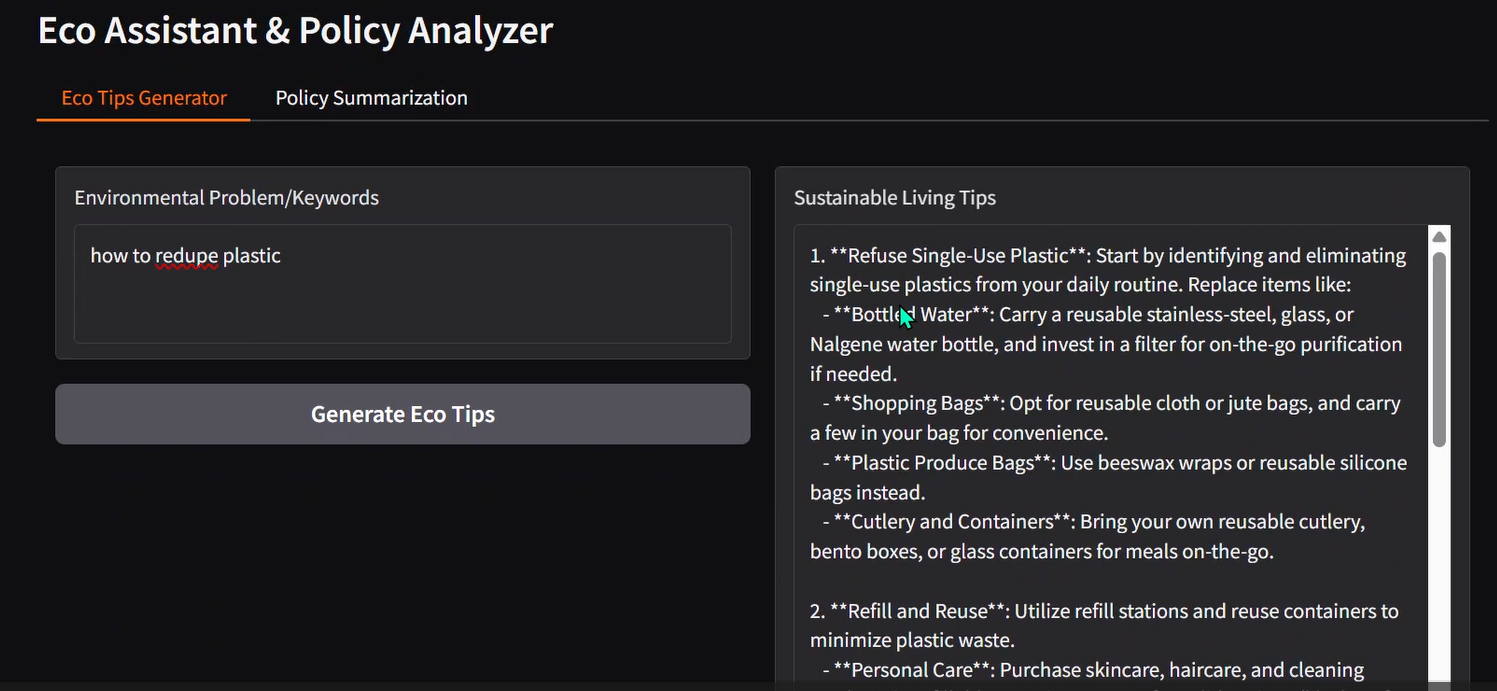 Eco Assistant & Policy Analyzer
Eco Tips Generator
Policy Summarization
Environmental Problem/Keywords
how to redupe plastic
Generate Eco Tips
Sustainable Living Tips
1. **Refuse Single-Use Plastic**: Start by identifying and eliminating
single-use plastics from your daily routine. Replace items like:
- **Bottled Water**: Carry a reusable stainless-steel, glass, or
Nalgene water bottle, and invest in a filter for on-the-go purification
if needed.
- **Shopping Bags**: Opt for reusable cloth or jute bags, and carry
a few in your bag for convenience.
- **Plastic Produce Bags**: Use beeswax wraps or reusable silicone
bags instead.
- **Cutlery and Containers**: Bring your own reusable cutlery,
bento boxes, or glass containers for meals on-the-go.
2. **Refill and Reuse**: Utilize refill stations and reuse containers to
minimize plastic waste.
- **Personal Care**: Purchase skincare, haircare, and cleaning